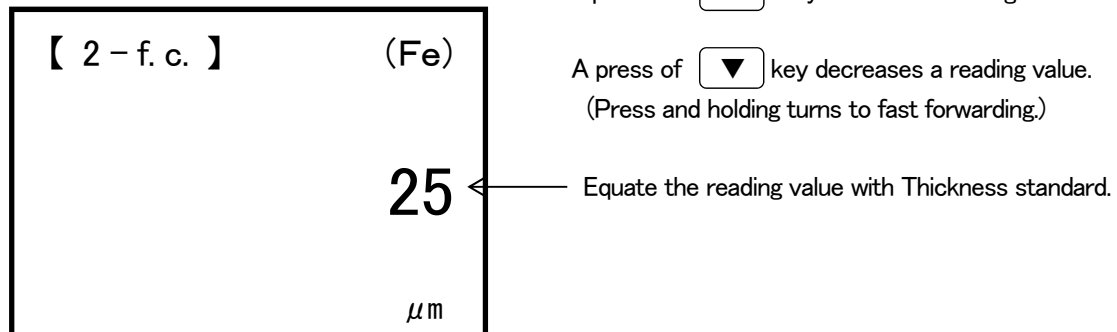 【 2－f. c. 】 (Fe)
A press of ▼ key decreases a reading value.
(Press and holding turns to fast forwarding.)
25
Equate the reading value with Thickness standard.
μm